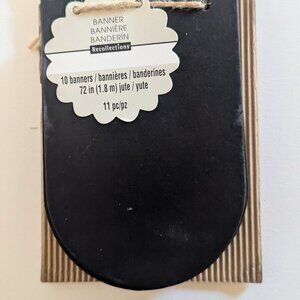 BANNER
BANNIÈRE
BANDERÍN
Recollections
10 banners / bannières / banderines
72 in (1.8 m) jute / yute
11 pc/pz